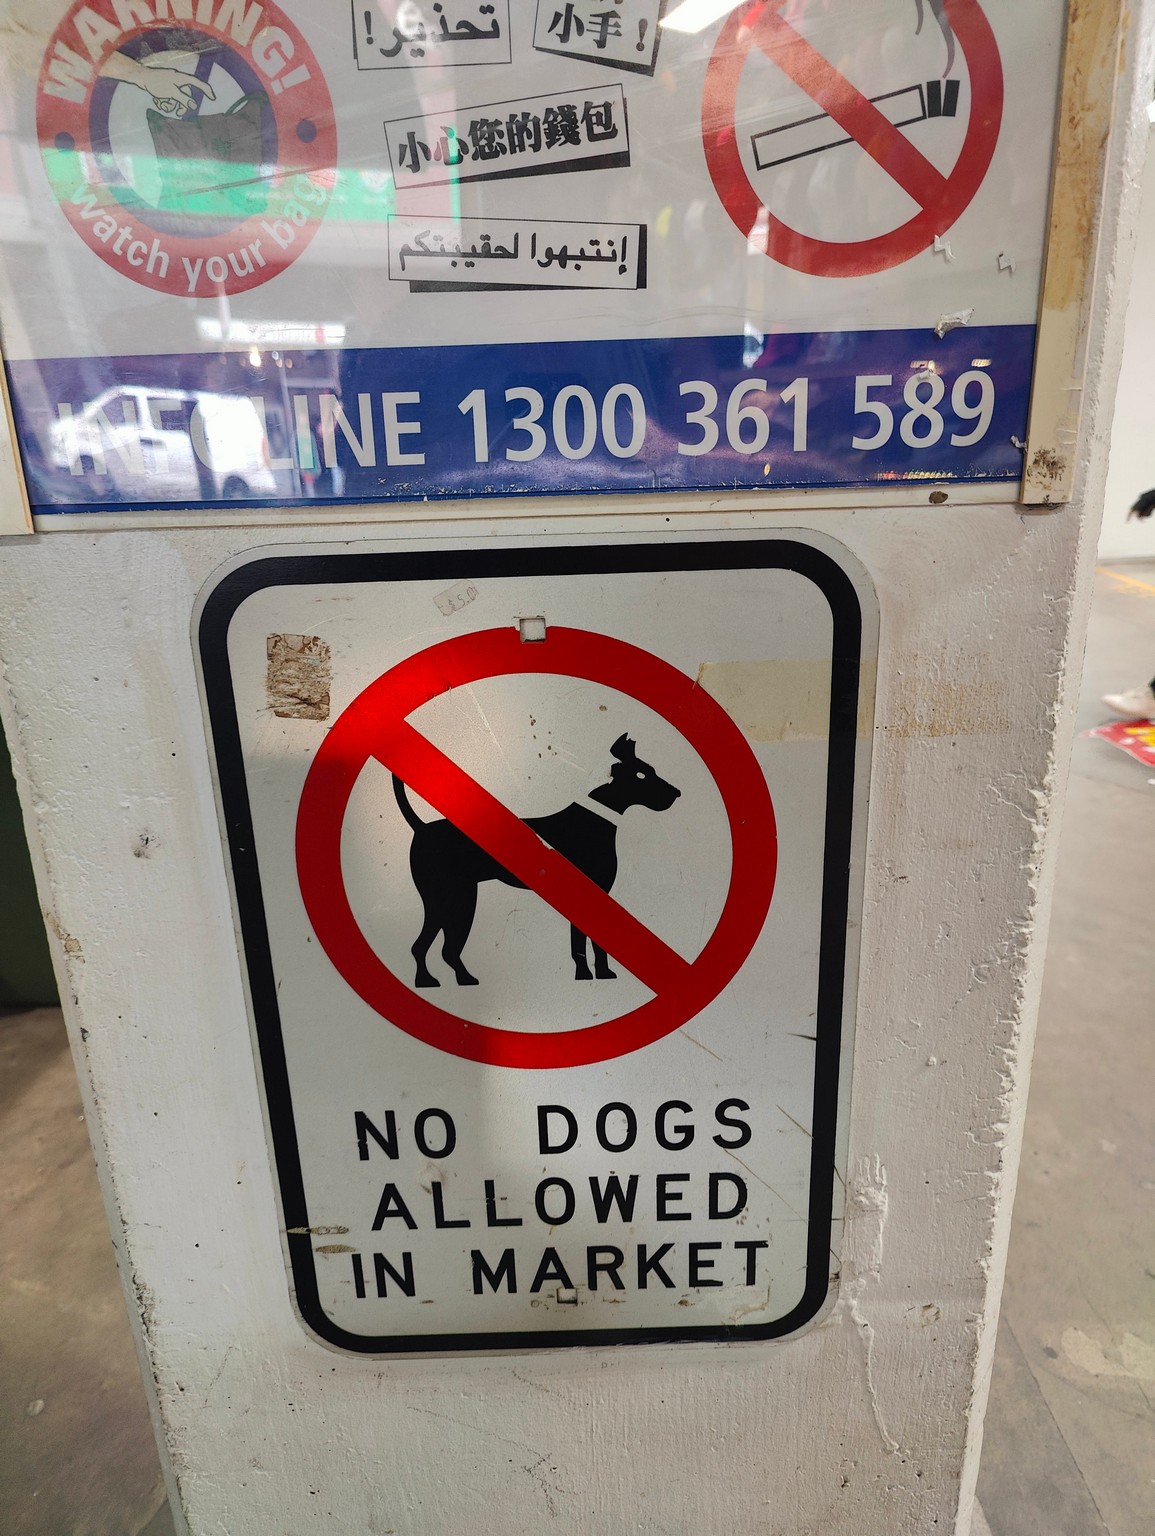 WARNING!
watch your bag
تحذير!
小手！
小心您的錢包
إنتبهوا لحقيبتكم
INFOLINE 1300 361 589
NO DOGS
ALLOWED
IN MARKET